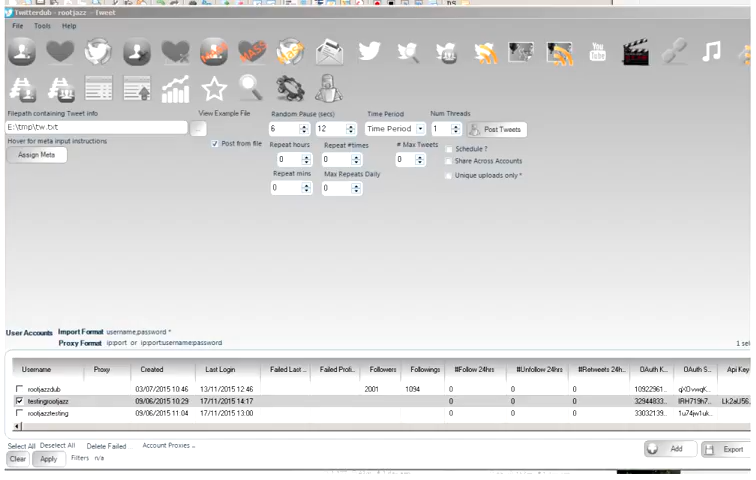 Twitterdub - rootjazz -- Tweet
File Tools Help
Filepath containing Tweet info View Example File Random Pause (secs) Time Period Num Threads
E:\tmp\tw.txt ... 6 12 Time Period 1 Post Tweets
Hover for meta input instructions Post from file Repeat hours Repeat #times # Max Tweets Schedule ?
Assign Meta 0 0 0 Share Across Accounts
Repeat mins Max Repeats Daily Unique uploads only *
0 0
User Accounts Import Format username,password *
Proxy Format ip:port or ip:port:username:password 1 sel
Username Proxy Created Last Login Failed Last .. Failed Profi.. Followers Followings #Follow 24hrs #Unfollow 24hrs #Retweets 24h.. OAuth K... OAuth S... Api Key
rootjazzdub 03/07/2015 10:46 13/11/2015 12:46 2001 1094 0 0 0 10922961..
testingrootjazz 09/06/2015 10:29 17/11/2015 14:17 0 0 0 32944833... IRH719h7.. Lk2aU56..
rootjazztesting 09/06/2015 11:04 17/11/2015 13:00 0 0 0 33032139.. 1u74jw1uk..
Select All Deselect All Delete Failed ... Account Proxies ..
Clear Apply Filters n/a Add Export